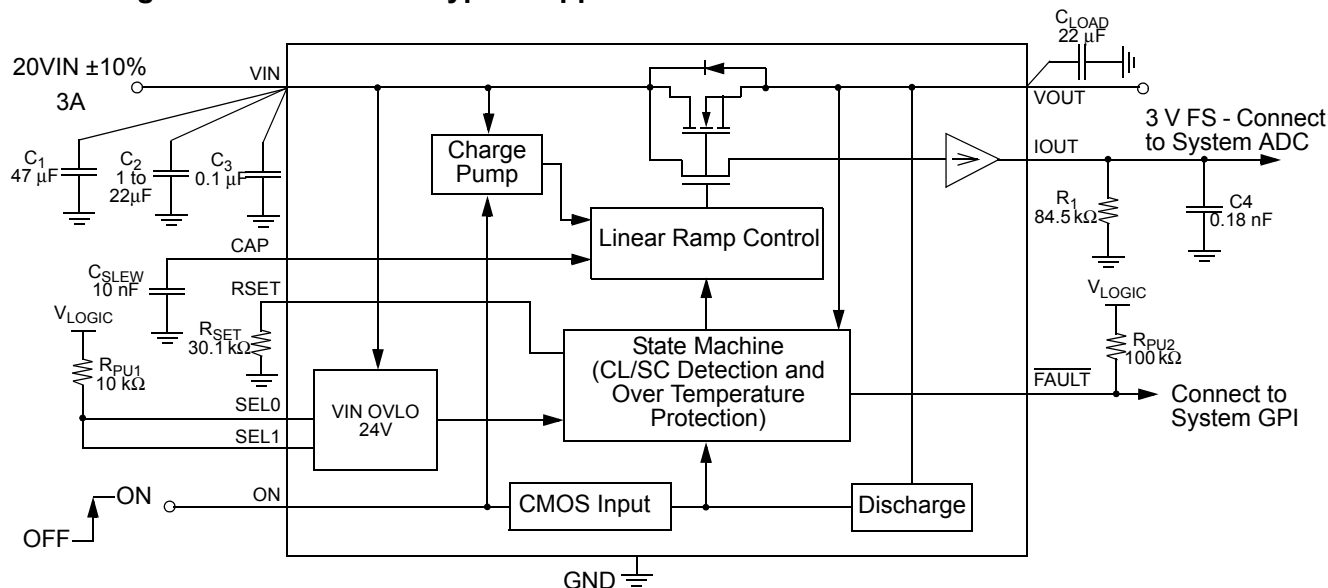 20VIN ±10%
3A
VIN
C1
47 μF
C2
1 to
22μF
C3
0.1 μF
CLOAD
22 μF
VOUT
3 V FS - Connect
to System ADC
IOUT
R1
84.5 kΩ
C4
0.18 nF
Charge
Pump
Linear Ramp Control
CAP
CSLEW
10 nF
RSET
RSET
30.1 kΩ
VLOGIC
RPU1
10 kΩ
SEL0
SEL1
VIN OVLO
24V
State Machine
(CL/SC Detection and
Over Temperature
Protection)
VLOGIC
RPU2
100 kΩ
FAULT
Connect to
System GPI
ON
OFF
ON
CMOS Input
Discharge
GND